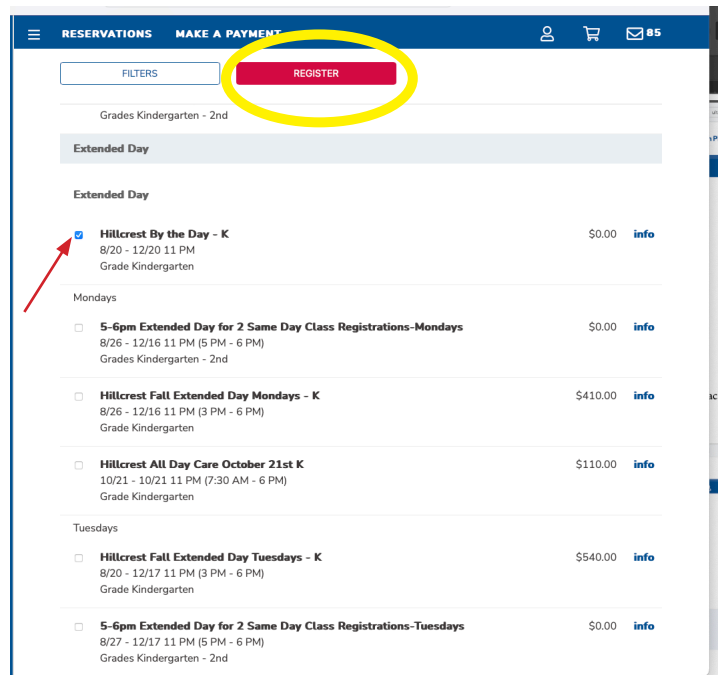 RESERVATIONS MAKE A PAYMENT 85
FILTERS REGISTER
Grades Kindergarten - 2nd
Extended Day
Extended Day
Hillcrest By the Day - K $0.00 info
8/20 - 12/20 11 PM
Grade Kindergarten
Mondays
5-6pm Extended Day for 2 Same Day Class Registrations-Mondays $0.00 info
8/26 - 12/16 11 PM (5 PM - 6 PM)
Grades Kindergarten - 2nd
Hillcrest Fall Extended Day Mondays - K $410.00 info
8/26 - 12/16 11 PM (3 PM - 6 PM)
Grade Kindergarten
Hillcrest All Day Care October 21st K $110.00 info
10/21 - 10/21 11 PM (7:30 AM - 6 PM)
Grade Kindergarten
Tuesdays
Hillcrest Fall Extended Day Tuesdays - K $540.00 info
8/20 - 12/17 11 PM (3 PM - 6 PM)
Grade Kindergarten
5-6pm Extended Day for 2 Same Day Class Registrations-Tuesdays $0.00 info
8/27 - 12/17 11 PM (5 PM - 6 PM)
Grades Kindergarten - 2nd